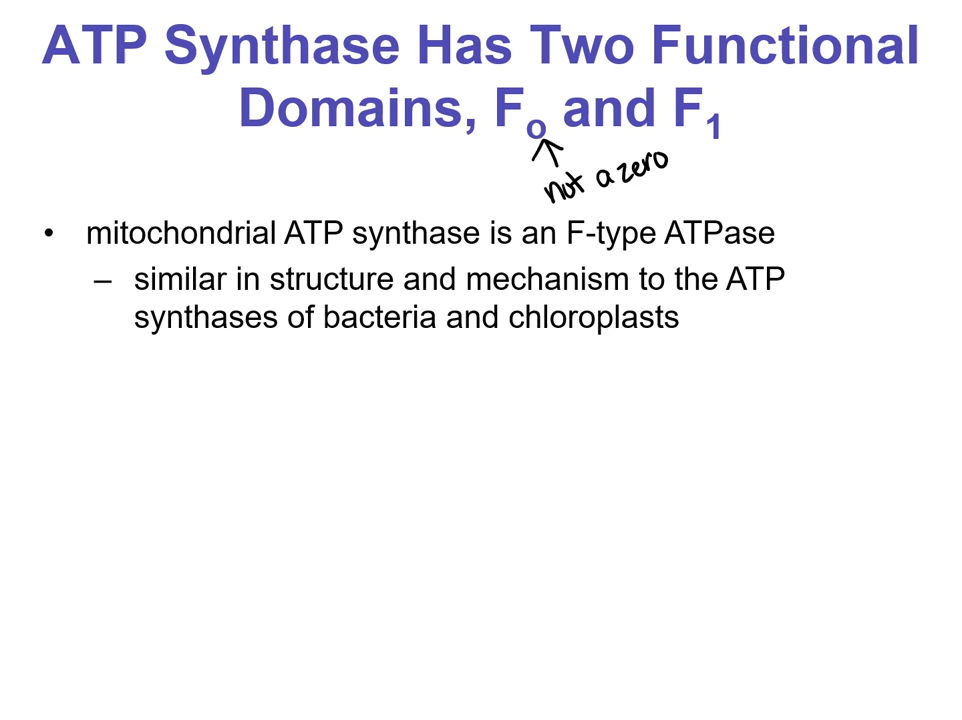 ATP Synthase Has Two Functional
Domains, Fo and F1
not a zero
• mitochondrial ATP synthase is an F-type ATPase
– similar in structure and mechanism to the ATP
synthases of bacteria and chloroplasts